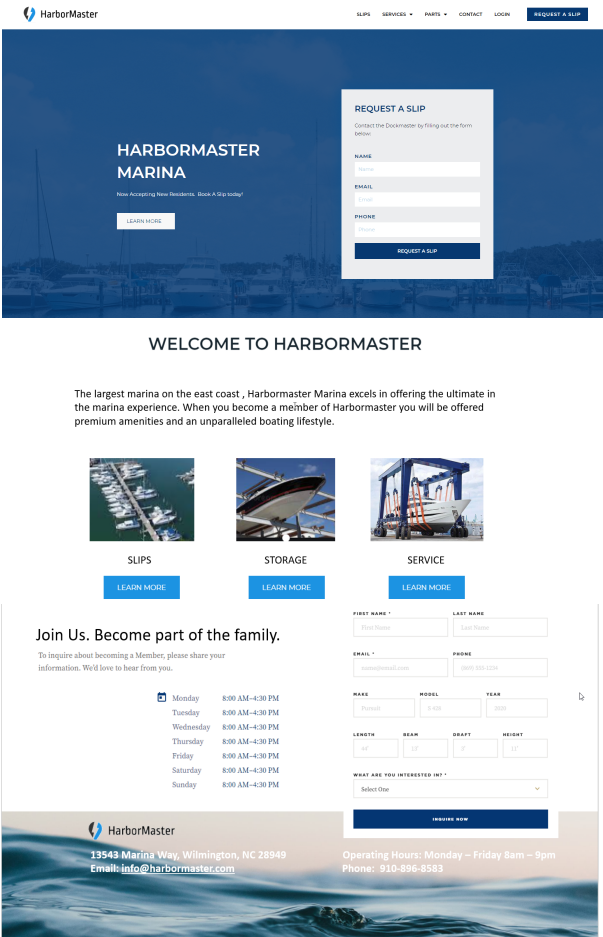 HarborMaster
SLIPS SERVICES PARTS CONTACT LOGIN REQUEST A SLIP
HARBORMASTER
MARINA
Now Accepting New Residents. Book A Slip today!
LEARN MORE
REQUEST A SLIP
Contact the Dockmaster by filling out the form
below:
NAME
Name
EMAIL
Email
PHONE
Phone
REQUEST A SLIP
WELCOME TO HARBORMASTER
The largest marina on the east coast , Harbormaster Marina excels in offering the ultimate in
the marina experience. When you become a member of Harbormaster you will be offered
premium amenities and an unparalleled boating lifestyle.
SLIPS STORAGE SERVICE
LEARN MORE LEARN MORE LEARN MORE
Join Us. Become part of the family.
To inquire about becoming a Member, please share your
information. We'd love to hear from you.
Monday 8:00 AM–4:30 PM
Tuesday 8:00 AM–4:30 PM
Wednesday 8:00 AM–4:30 PM
Thursday 8:00 AM–4:30 PM
Friday 8:00 AM–4:30 PM
Saturday 8:00 AM–4:30 PM
Sunday 8:00 AM–4:30 PM
FIRST NAME * LAST NAME
First Name Last Name
EMAIL * PHONE
MAKE MODEL YEAR
LENGTH BEAM DRAFT HEIGHT
WHAT ARE YOU INTERESTED IN? *
Select One
INQUIRE NOW
HarborMaster
13543 Marina Way, Wilmington, NC 28949
Email: info@harbormaster.com
Operating Hours: Monday – Friday 8am – 9pm
Phone: 910-896-8583